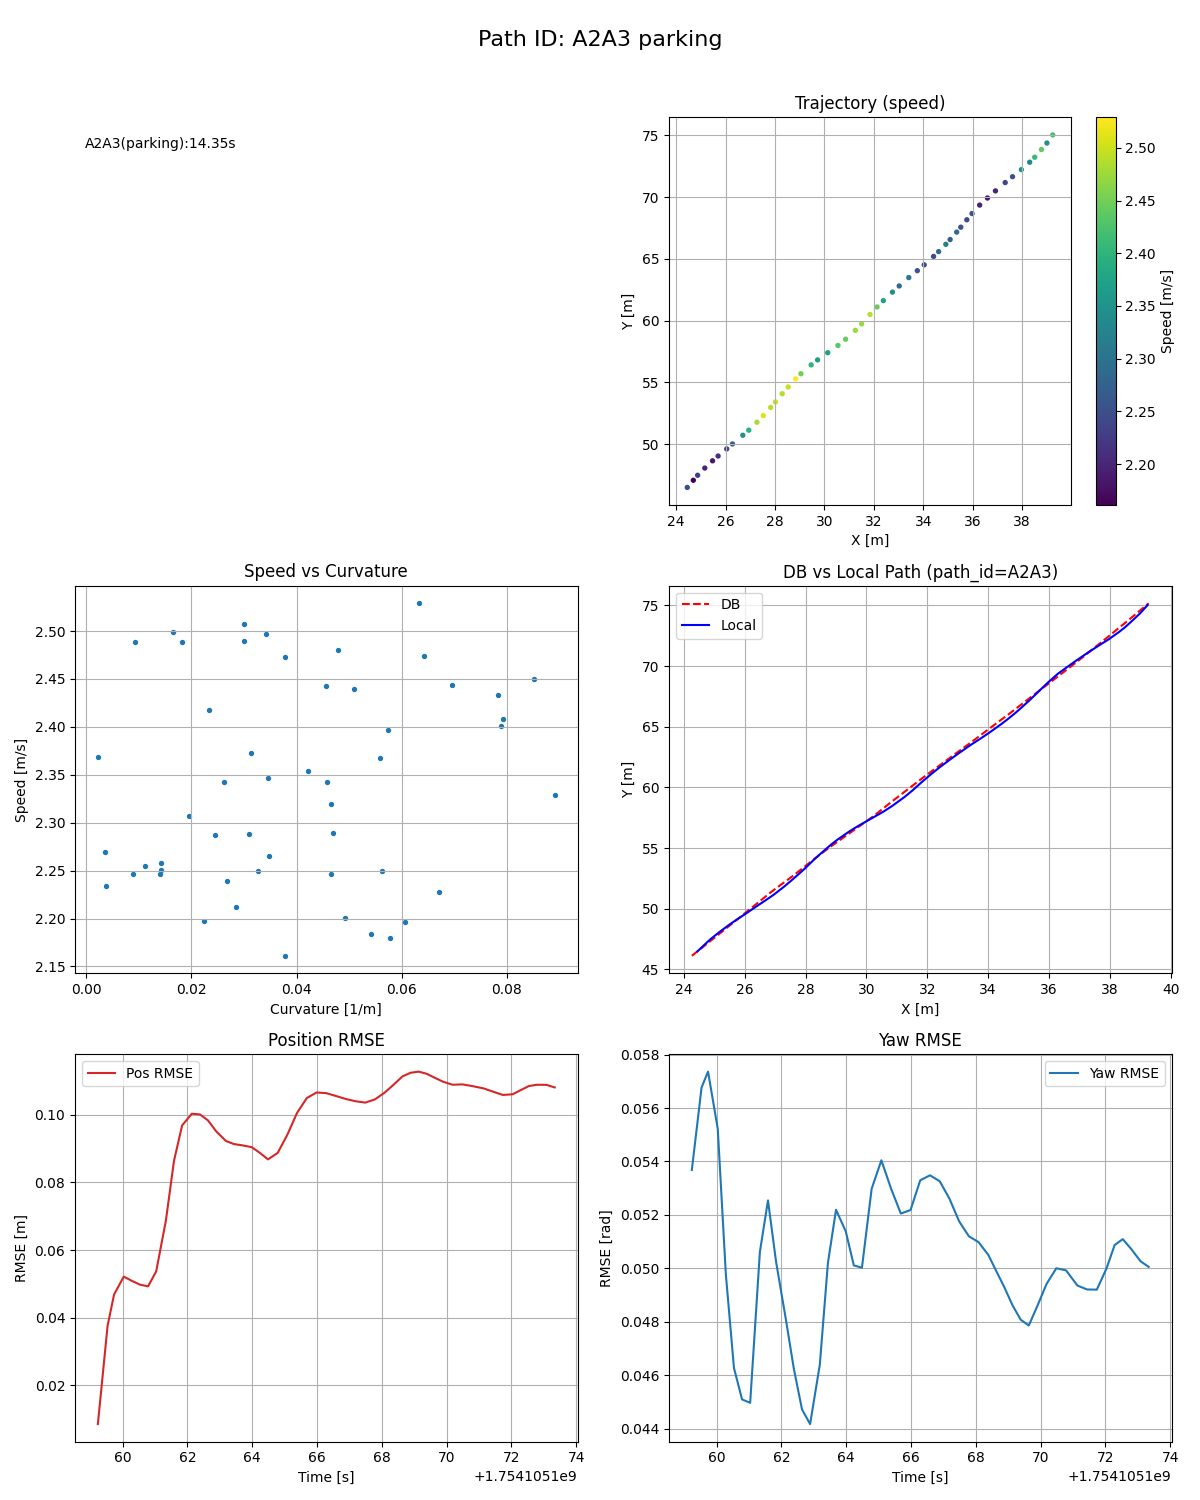 Path ID: A2A3 parking
A2A3(parking):14.35s
Trajectory (speed)
75
70
65
60
55
50
Y [m]
24 26 28 30 32 34 36 38
X [m]
2.50
2.45
2.40
2.35
2.30
2.25
2.20
Speed [m/s]
Speed vs Curvature
2.50
2.45
2.40
2.35
2.30
2.25
2.20
2.15
Speed [m/s]
0.00 0.02 0.04 0.06 0.08
Curvature [1/m]
DB vs Local Path (path_id=A2A3)
DB
Local
75
70
65
60
55
50
45
Y [m]
24 26 28 30 32 34 36 38 40
X [m]
Position RMSE
Pos RMSE
0.10
0.08
0.06
0.04
0.02
RMSE [m]
60 62 64 66 68 70 72 74
Time [s]
+1.7541051e9
Yaw RMSE
Yaw RMSE
0.058
0.056
0.054
0.052
0.050
0.048
0.046
0.044
RMSE [rad]
60 62 64 66 68 70 72 74
Time [s]
+1.7541051e9